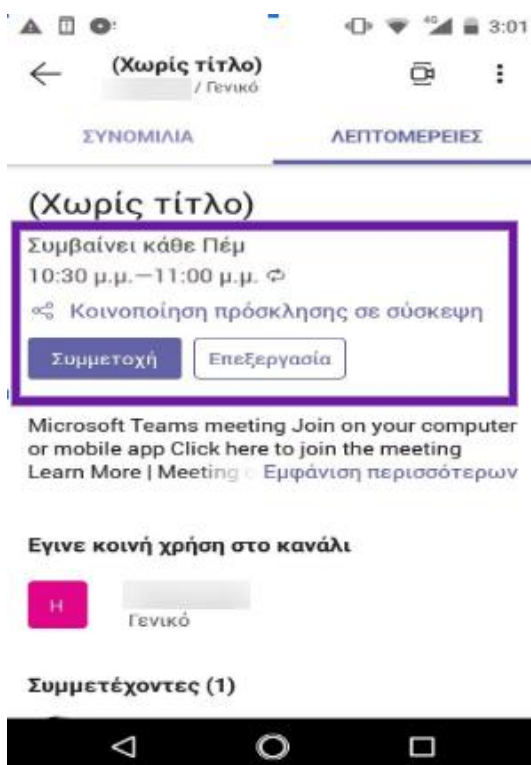 4G 3:01
(Χωρίς τίτλο)
/ Γενικό
ΣΥΝΟΜΙΛΙΑ ΛΕΠΤΟΜΕΡΕΙΕΣ
(Χωρίς τίτλο)
Συμβαίνει κάθε Πέμ
10:30 μ.μ.—11:00 μ.μ.
Κοινοποίηση πρόσκλησης σε σύσκεψη
Συμμετοχή Επεξεργασία
Microsoft Teams meeting Join on your computer
or mobile app Click here to join the meeting
Learn More | Meeting Εμφάνιση περισσότερων
Εγινε κοινή χρήση στο κανάλι
H
Γενικό
Συμμετέχοντες (1)